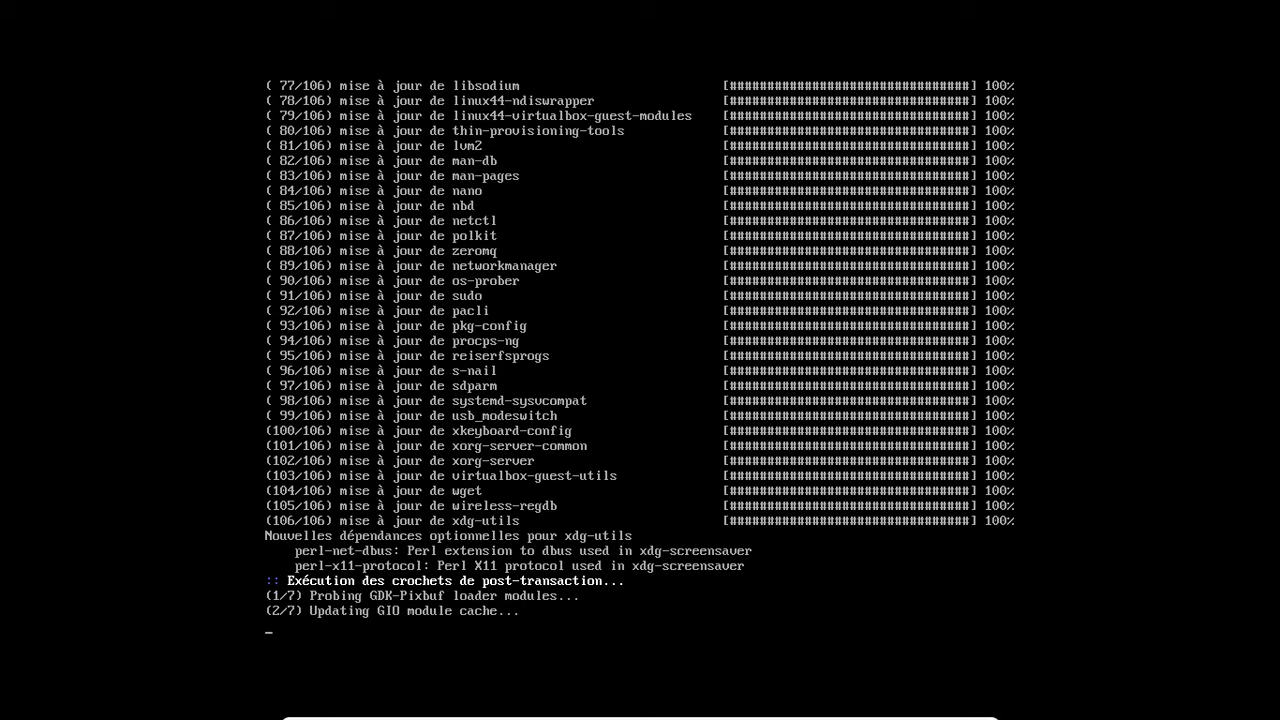 ( 77/106) mise à jour de libsodium [################################] 100%
( 78/106) mise à jour de linux44-ndiswrapper [################################] 100%
( 79/106) mise à jour de linux44-virtualbox-guest-modules [################################] 100%
( 80/106) mise à jour de thin-provisioning-tools [################################] 100%
( 81/106) mise à jour de lvm2 [################################] 100%
( 82/106) mise à jour de man-db [################################] 100%
( 83/106) mise à jour de man-pages [################################] 100%
( 84/106) mise à jour de nano [################################] 100%
( 85/106) mise à jour de nbd [################################] 100%
( 86/106) mise à jour de netctl [################################] 100%
( 87/106) mise à jour de polkit [################################] 100%
( 88/106) mise à jour de zeromq [################################] 100%
( 89/106) mise à jour de networkmanager [################################] 100%
( 90/106) mise à jour de os-prober [################################] 100%
( 91/106) mise à jour de sudo [################################] 100%
( 92/106) mise à jour de pacli [################################] 100%
( 93/106) mise à jour de pkg-config [################################] 100%
( 94/106) mise à jour de procps-ng [################################] 100%
( 95/106) mise à jour de reiserfsprogs [################################] 100%
( 96/106) mise à jour de s-nail [################################] 100%
( 97/106) mise à jour de sdparm [################################] 100%
( 98/106) mise à jour de systemd-sysvcompat [################################] 100%
( 99/106) mise à jour de usb_modeswitch [################################] 100%
(100/106) mise à jour de xkeyboard-config [################################] 100%
(101/106) mise à jour de xorg-server-common [################################] 100%
(102/106) mise à jour de xorg-server [################################] 100%
(103/106) mise à jour de virtualbox-guest-utils [################################] 100%
(104/106) mise à jour de wget [################################] 100%
(105/106) mise à jour de wireless-regdb [################################] 100%
(106/106) mise à jour de xdg-utils [################################] 100%
Nouvelles dépendances optionnelles pour xdg-utils
perl-net-dbus: Perl extension to dbus used in xdg-screensaver
perl-x11-protocol: Perl X11 protocol used in xdg-screensaver
:: Exécution des crochets de post-transaction...
(1/7) Probing GDK-Pixbuf loader modules...
(2/7) Updating GIO module cache...
_